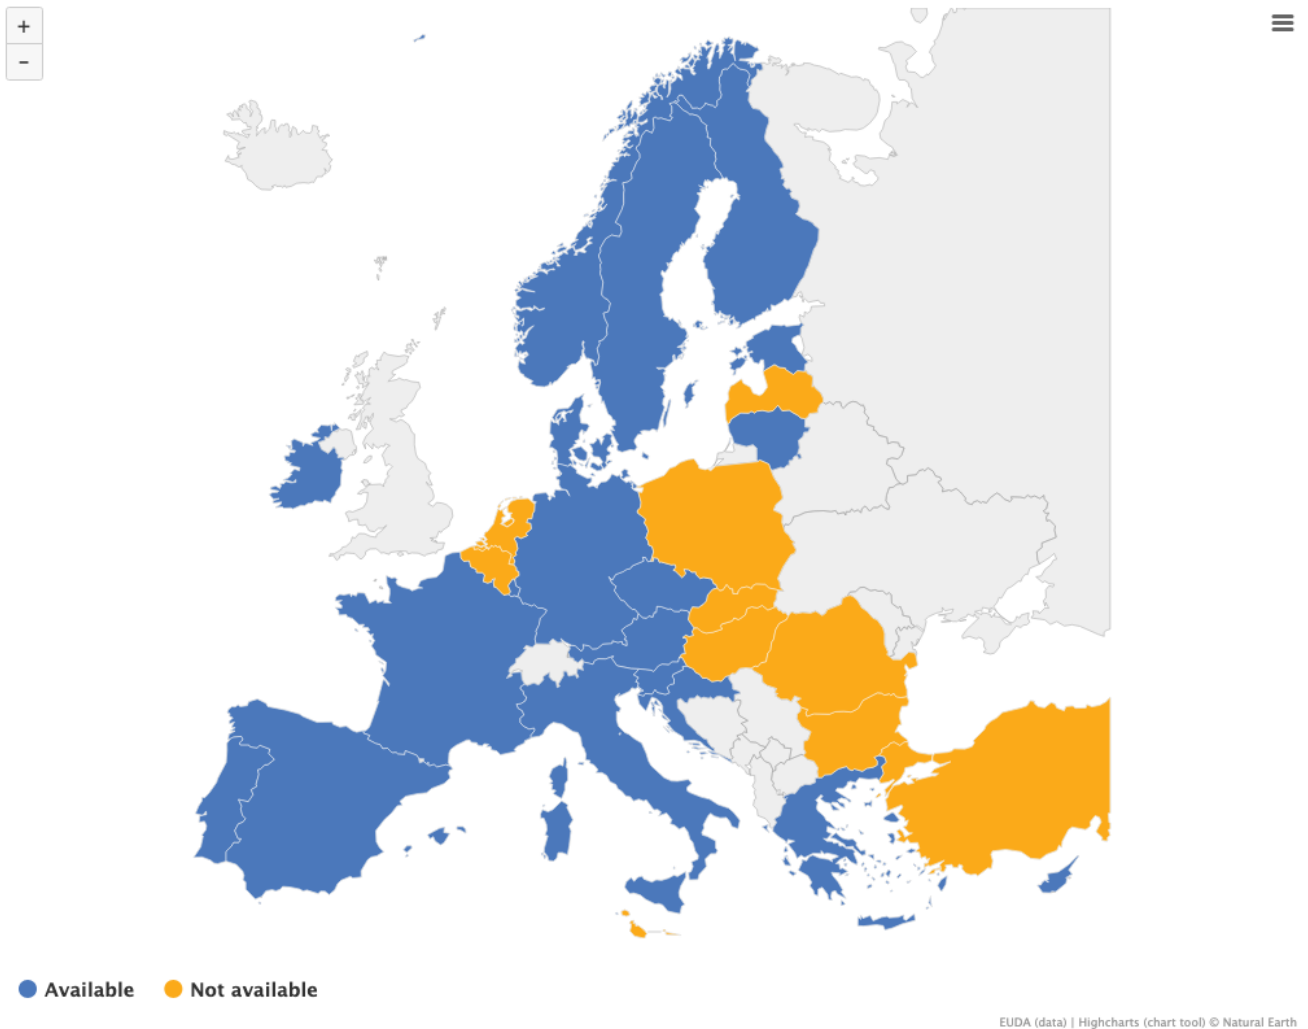 +
−
Available
Not available
EUDA (data) | Highcharts (chart tool) © Natural Earth